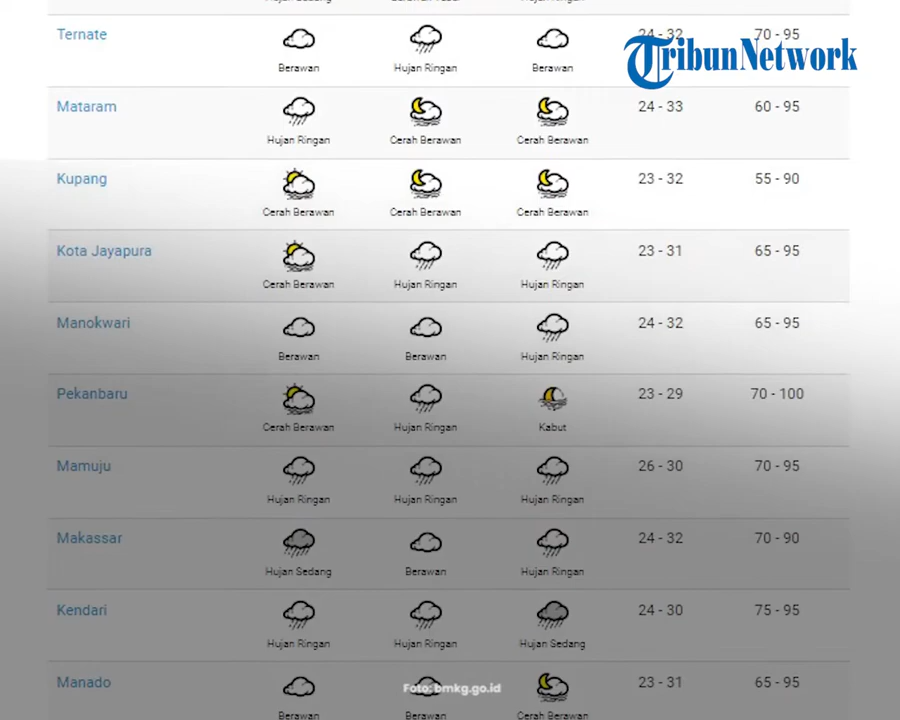 Ternate 24 - 32 70 - 95
Berawan Hujan Ringan Berawan
TribunNetwork
Mataram 24 - 33 60 - 95
Hujan Ringan Cerah Berawan Cerah Berawan
Kupang 23 - 32 55 - 90
Cerah Berawan Cerah Berawan Cerah Berawan
Kota Jayapura 23 - 31 65 - 95
Cerah Berawan Hujan Ringan Hujan Ringan
Manokwari 24 - 32 65 - 95
Berawan Berawan Hujan Ringan
Pekanbaru 23 - 29 70 - 100
Cerah Berawan Hujan Ringan Kabut
Mamuju 26 - 30 70 - 95
Hujan Ringan Hujan Ringan Hujan Ringan
Makassar 24 - 32 70 - 90
Hujan Sedang Berawan Hujan Ringan
Kendari 24 - 30 75 - 95
Hujan Ringan Hujan Ringan Hujan Sedang
Manado 23 - 31 65 - 95
Foto: bmkg.go.id
Berawan Berawan Cerah Berawan